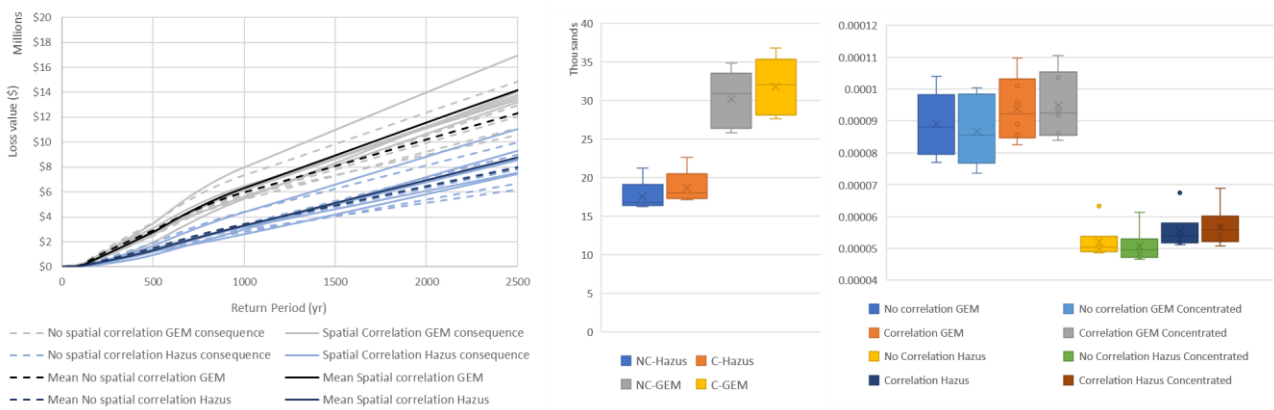 Millions
Loss value ($)
$20
$18
$16
$14
$12
$10
$8
$6
$4
$2
$0
0 500 1000 1500 2000 2500
Return Period (yr)
No spatial correlation GEM consequence Spatial Correlation GEM consequence
No spatial correlation Hazus consequence Spatial Correlation Hazus consequence
Mean No spatial correlation GEM Mean Spatial correlation GEM
Mean No spatial correlation Hazus Mean Spatial correlation Hazus
Thousands
40
35
30
25
20
15
10
5
0
NC-Hazus C-Hazus
NC-GEM C-GEM
0.00012
0.00011
0.0001
0.00009
0.00008
0.00007
0.00006
0.00005
0.00004
No correlation GEM No correlation GEM Concentrated
Correlation GEM Correlation GEM Concentrated
No Correlation Hazus No Correlation Hazus Concentrated
Correlation Hazus Correlation Hazus Concentrated